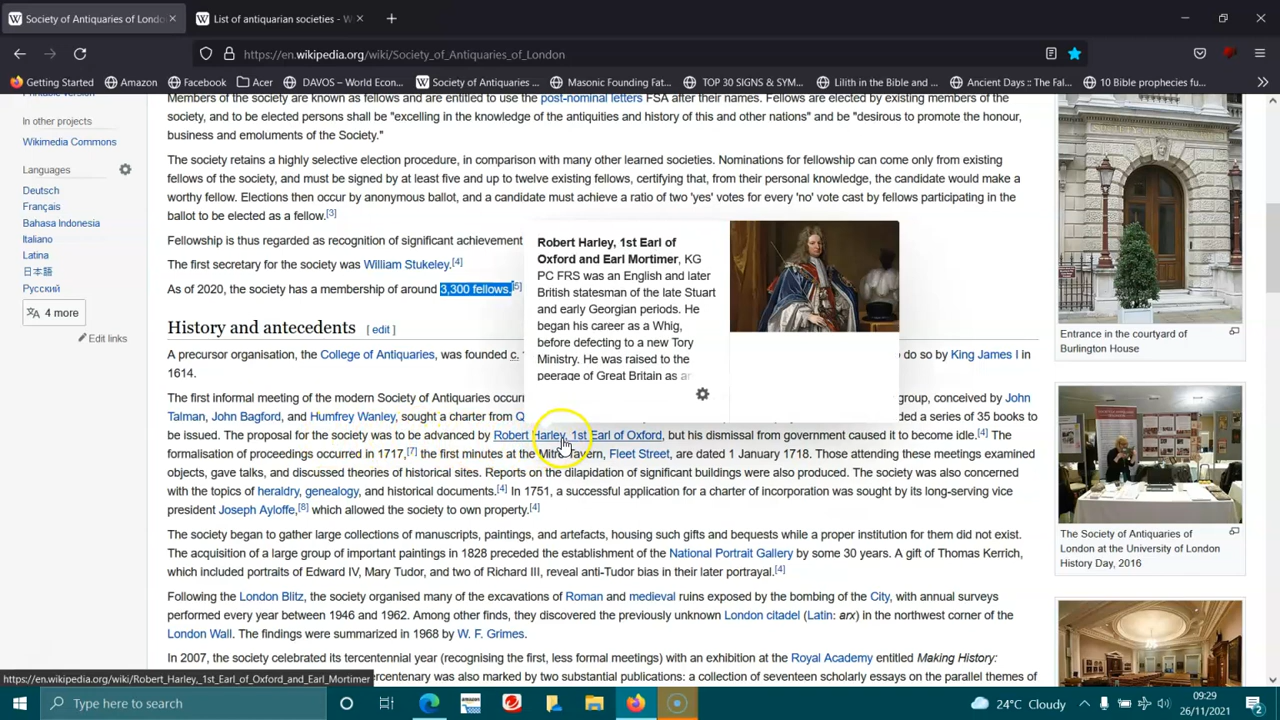 Society of Antiquaries of Londo
List of antiquarian societies - W
https://en.wikipedia.org/wiki/Society_of_Antiquaries_of_London
Getting Started
Amazon
Facebook
Acer
DAVOS – World Econ...
Society of Antiquaries ...
Masonic Founding Fat...
TOP 30 SIGNS & SYM...
Lilith in the Bible and ...
Ancient Days :: The Fal...
10 Bible prophecies fu...
Printable version
In other projects
Wikimedia Commons
Languages
Deutsch
Français
Bahasa Indonesia
Italiano
Latina
日本語
Русский
4 more
Members of the society are known as fellows and are entitled to use the post-nominal letters FSA after their names. Fellows are elected by existing members of the
society, and to be elected persons shall be "excelling in the knowledge of the antiquities and history of this and other nations" and be "desirous to promote the honour,
business and emoluments of the Society."
The society retains a highly selective election procedure, in comparison with many other learned societies. Nominations for fellowship can come only from existing
fellows of the society, and must be signed by at least five and up to twelve existing fellows, certifying that, from their personal knowledge, the candidate would make a
worthy fellow. Elections then occur by anonymous ballot, and a candidate must achieve a ratio of two 'yes' votes for every 'no' vote cast by fellows participating in the
ballot to be elected as a fellow.[3]
Fellowship is thus regarded as recognition of significant achievement
The first secretary for the society was William Stukeley.[4]
As of 2020, the society has a membership of around 3,300 fellows.[5]
Robert Harley, 1st Earl of
Oxford and Earl Mortimer, KG
PC FRS was an English and later
British statesman of the late Stuart
and early Georgian periods. He
began his career as a Whig,
before defecting to a new Tory
Ministry. He was raised to the
peerage of Great Britain as an
History and antecedents [ edit ]
Edit links
A precursor organisation, the College of Antiquaries, was founded c. do so by King James I in
1614.
The first informal meeting of the modern Society of Antiquaries occur group, conceived by John
Talman, John Bagford, and Humfrey Wanley, sought a charter from Q ded a series of 35 books to
be issued. The proposal for the society was to be advanced by Robert Harley, 1st Earl of Oxford, but his dismissal from government caused it to become idle.[4] The
formalisation of proceedings occurred in 1717,[7] the first minutes at the Mitre Tavern, Fleet Street, are dated 1 January 1718. Those attending these meetings examined
objects, gave talks, and discussed theories of historical sites. Reports on the dilapidation of significant buildings were also produced. The society was also concerned
with the topics of heraldry, genealogy, and historical documents.[4] In 1751, a successful application for a charter of incorporation was sought by its long-serving vice
president Joseph Ayloffe,[8] which allowed the society to own property.[4]
The society began to gather large collections of manuscripts, paintings, and artefacts, housing such gifts and bequests while a proper institution for them did not exist.
The acquisition of a large group of important paintings in 1828 preceded the establishment of the National Portrait Gallery by some 30 years. A gift of Thomas Kerrich,
which included portraits of Edward IV, Mary Tudor, and two of Richard III, reveal anti-Tudor bias in their later portrayal.[4]
Following the London Blitz, the society organised many of the excavations of Roman and medieval ruins exposed by the bombing of the City, with annual surveys
performed every year between 1946 and 1962. Among other finds, they discovered the previously unknown London citadel (Latin: arx) in the northwest corner of the
London Wall. The findings were summarized in 1968 by W. F. Grimes.
In 2007, the society celebrated its tercentenary year (recognising the first, less formal meetings) with an exhibition at the Royal Academy entitled Making History:
centenary was also marked by two substantial publications: a collection of seventeen scholarly essays on the parallel themes of
Entrance in the courtyard of
Burlington House
The Society of Antiquaries of
London at the University of London
History Day, 2016
https://en.wikipedia.org/wiki/Robert_Harley,_1st_Earl_of_Oxford_and_Earl_Mortimer
Type here to search
24°C Cloudy
09:29
26/11/2021
2